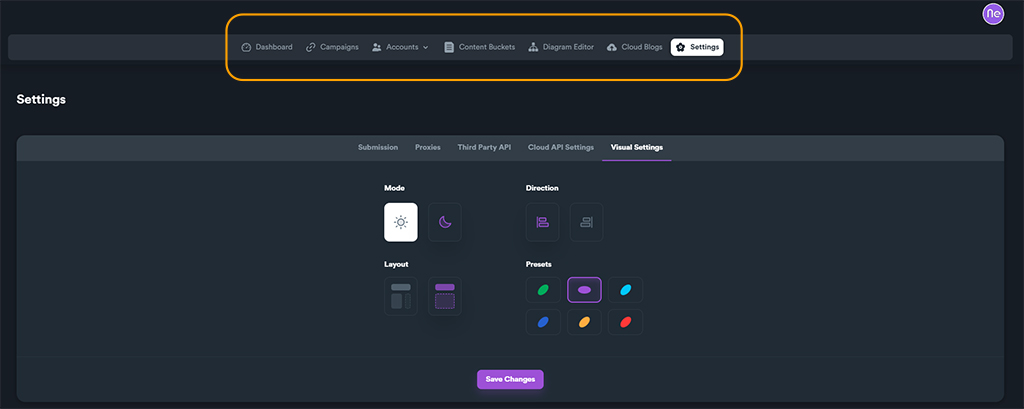 ne
Dashboard Campaigns Accounts Content Buckets Diagram Editor Cloud Blogs Settings
Settings
Submission Proxies Third Party API Cloud API Settings Visual Settings
Mode Direction
Layout Presets
Save Changes